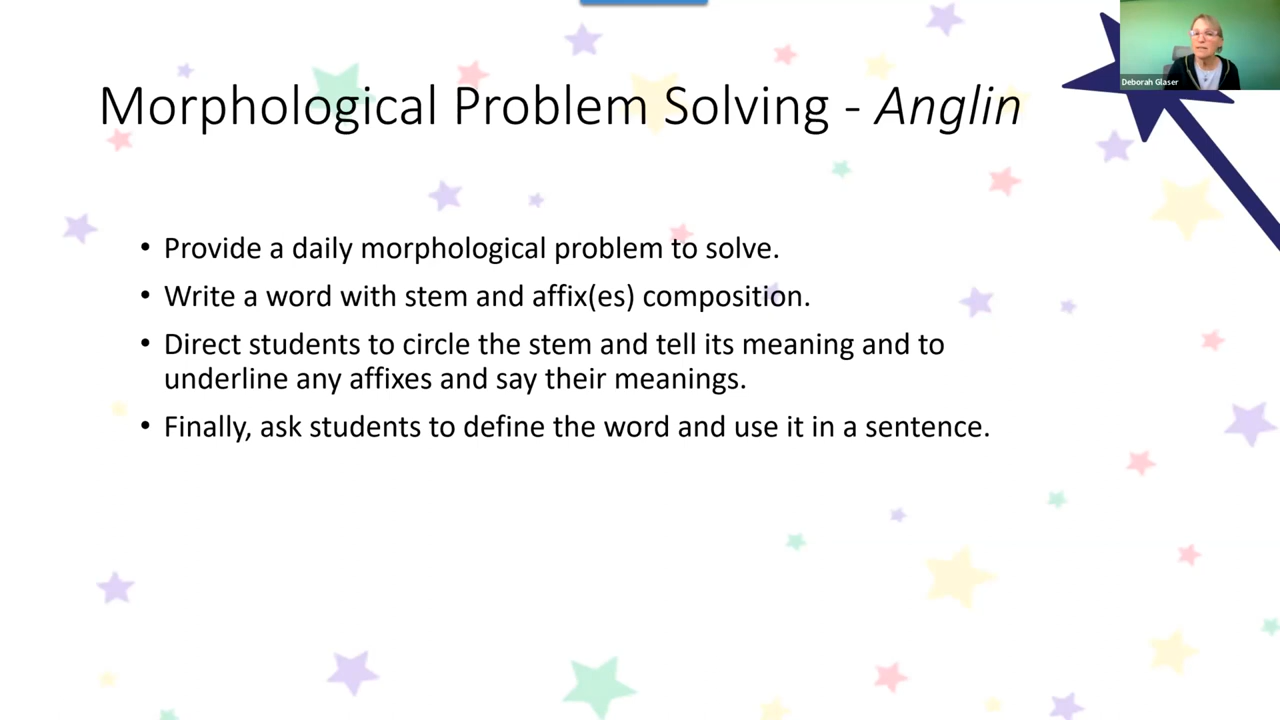 Morphological Problem Solving - Anglin
Deborah Glaser
• Provide a daily morphological problem to solve.
• Write a word with stem and affix(es) composition.
• Direct students to circle the stem and tell its meaning and to
underline any affixes and say their meanings.
• Finally, ask students to define the word and use it in a sentence.